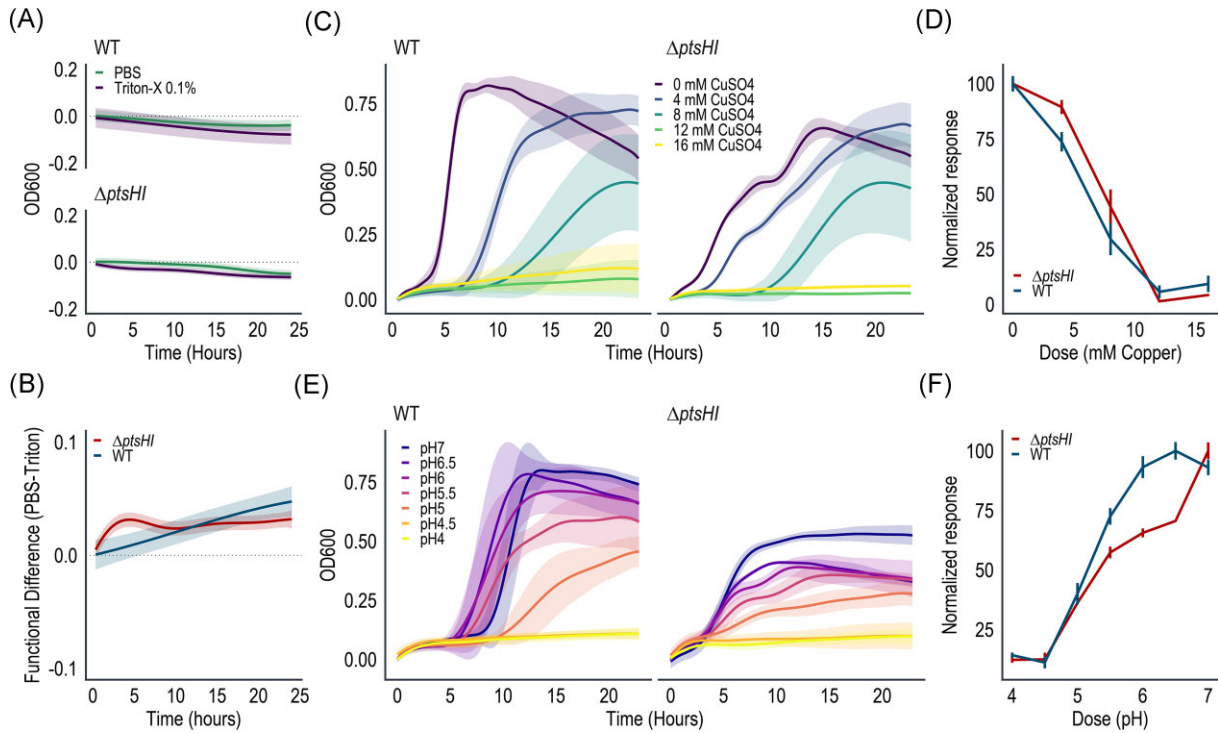 (A)
WT
0.2
0.0
-0.2
PBS
Triton-X 0.1%
OD600
ΔptsHI
0.2
0.0
-0.2
0 5 10 15 20 25
Time (Hours)
(B)
Functional Difference (PBS-Triton)
0.1
0.0
-0.1
ΔptsHI
WT
0 5 10 15 20 25
Time (hours)
(C)
WT
OD600
0.75
0.50
0.25
0.00
0 5 10 15 20
ΔptsHI
0 mM CuSO4
4 mM CuSO4
8 mM CuSO4
12 mM CuSO4
16 mM CuSO4
0 5 10 15 20
Time (Hours)
(D)
Normalized response
100
75
50
25
0
ΔptsHI
WT
0 5 10 15
Dose (mM Copper)
(E)
WT
OD600
0.75
0.50
0.25
0.00
pH7
pH6.5
pH6
pH5.5
pH5
pH4.5
pH4
0 5 10 15 20
ΔptsHI
0 5 10 15 20
Time (Hours)
(F)
Normalized response
100
75
50
25
ΔptsHI
WT
4 5 6 7
Dose (pH)